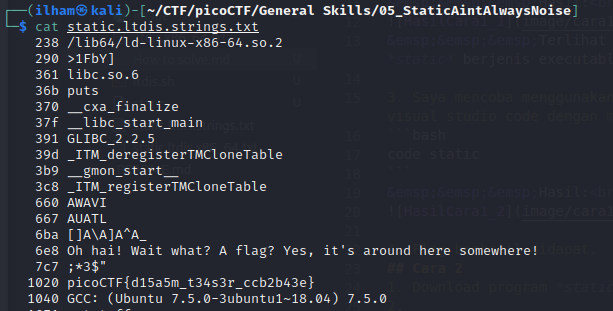 ┌──(ilham㉿kali)-[~/CTF/picoCTF/General Skills/05_StaticAintAlwaysNoise]
└─$ cat static.ltdis.strings.txt
238 /lib64/ld-linux-x86-64.so.2
290 >1FbY]
361 libc.so.6
36b puts
370 __cxa_finalize
37f __libc_start_main
391 GLIBC_2.2.5
39d _ITM_deregisterTMCloneTable
3b9 __gmon_start__
3c8 _ITM_registerTMCloneTable
660 AWAVI
667 AUATL
6ba []A\A]A^A_
6e8 Oh hai! Wait what? A flag? Yes, it's around here somewhere!
7c7 ;*3$"
1020 picoCTF{d15a5m_t34s3r_ccb2b43e}
1040 GCC: (Ubuntu 7.5.0-3ubuntu1~18.04) 7.5.0